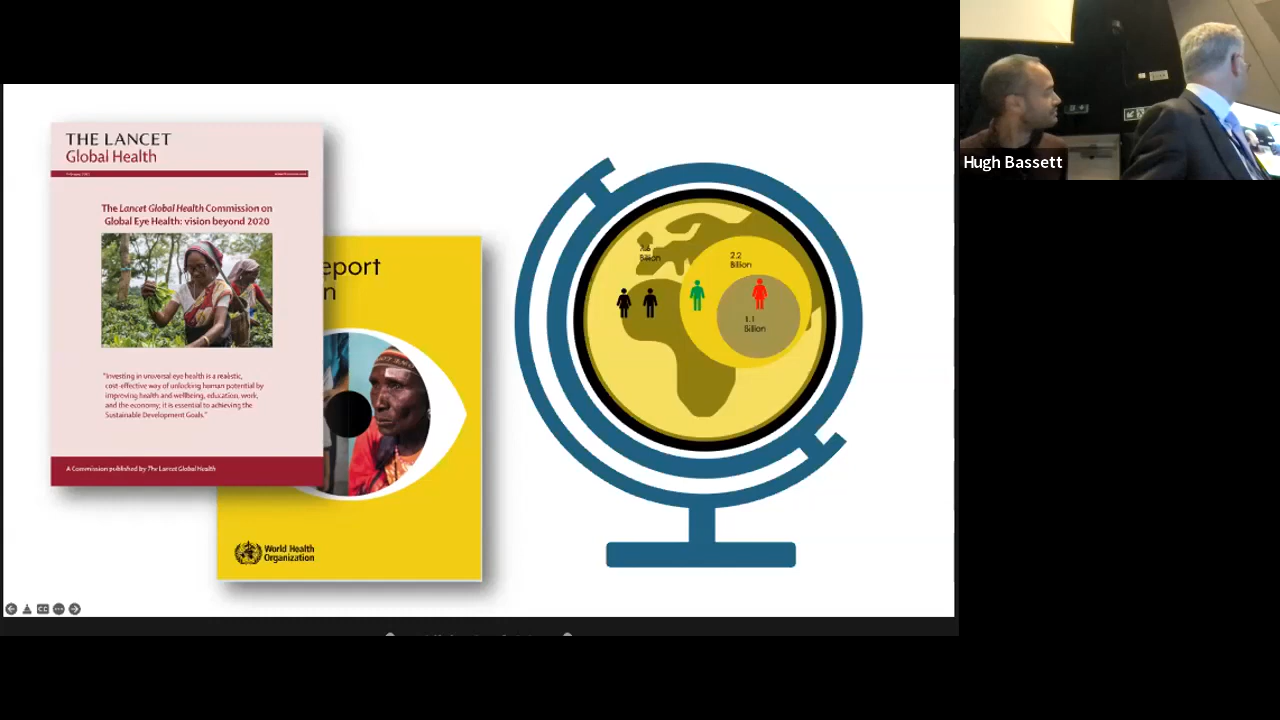 THE LANCET
Global Health
The Lancet Global Health Commission on
Global Eye Health: vision beyond 2020
"Investing in universal eye health is a realistic,
cost-effective way of unlocking human potential by
improving health and wellbeing, education, work,
and the economy; it is essential to achieving the
Sustainable Development Goals."
A Commission published by The Lancet Global Health
eport
n
World Health
Organization
Billion
2.2
Billion
1.1
Billion
CC
Hugh Bassett